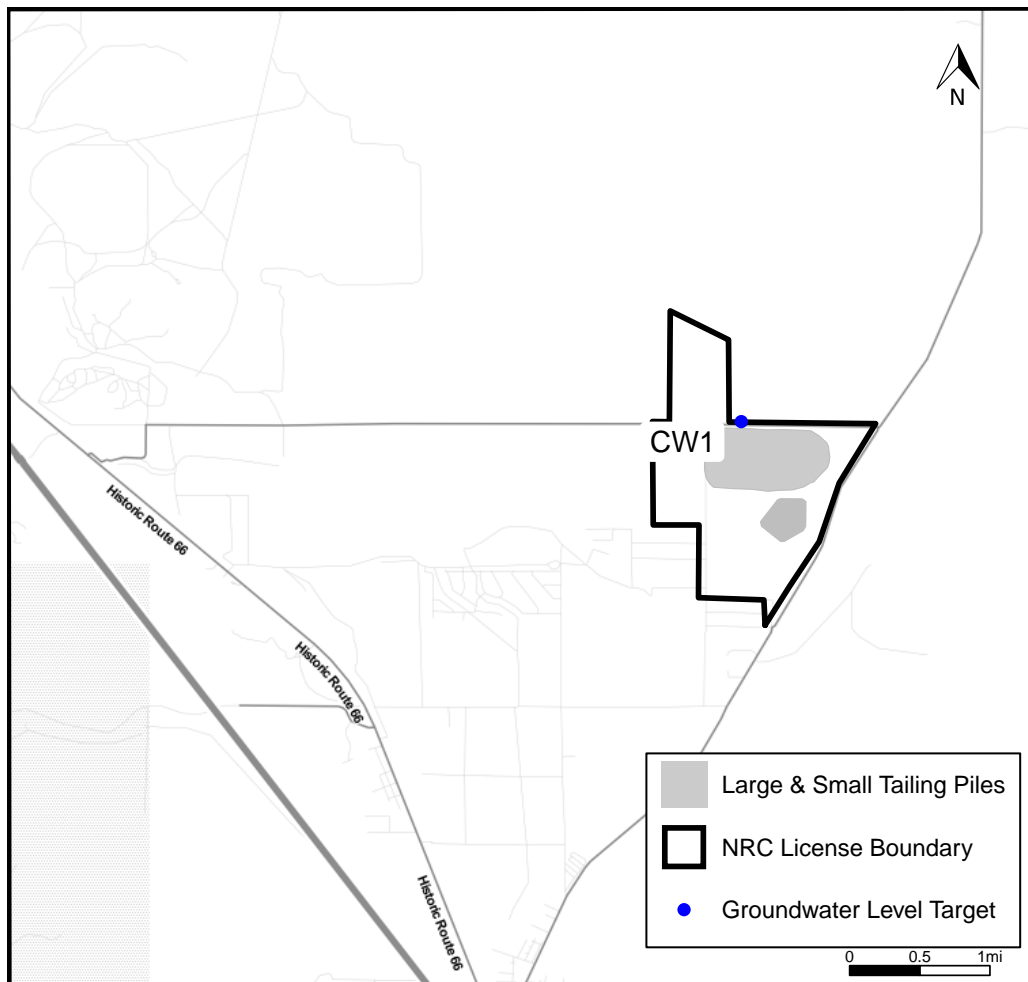 N
CW1
Historic Route 66
Historic Route 66
Historic Route 66
Large & Small Tailing Piles
NRC License Boundary
Groundwater Level Target
0 0.5 1mi